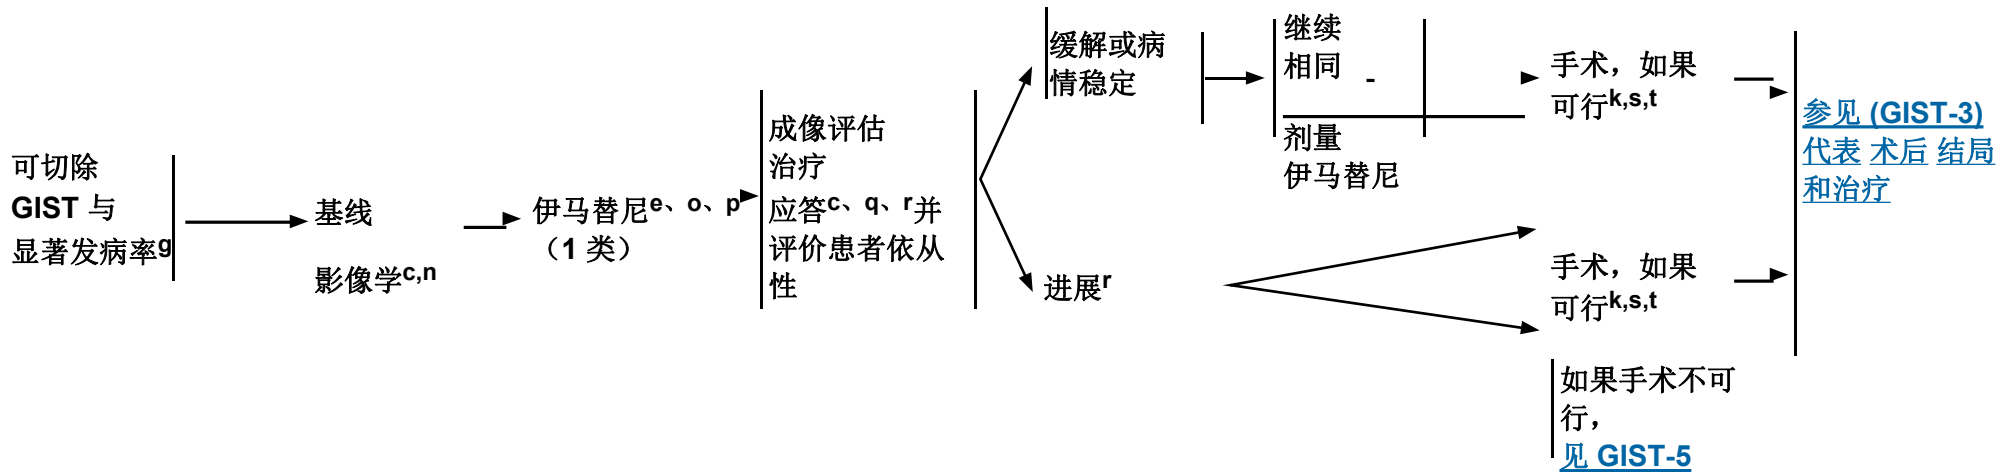 可切除
GIST 与
显著发病率g
基线
影像学c,n
伊马替尼e、o、p
（1 类）
成像评估
治疗
应答c、q、r并
评价患者依从
性
缓解或病
情稳定
继续
相同 -
剂量
伊马替尼
手术，如果
可行k,s,t
进展r
手术，如果
可行k,s,t
如果手术不可
行，
见 GIST-5
参见 (GIST-3)
代表 术后 结局
和治疗